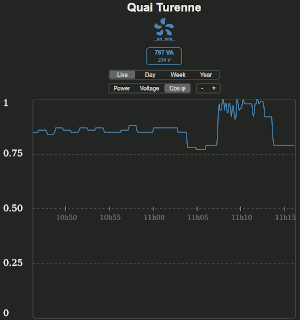 Quai Turenne
767 VA
234 V
Live Day Week Year
Power Voltage Cos φ - +
1
0.75
0.50
10h50 10h55 11h00 11h05 11h10 11h15
0.25
0